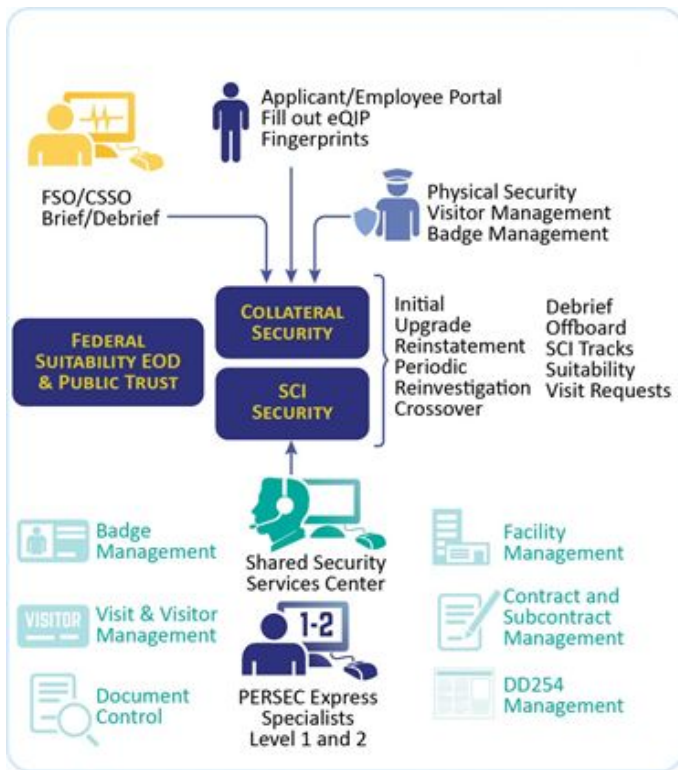 Applicant/Employee Portal
Fill out eQIP
Fingerprints
FSO/CSSO
Brief/Debrief
Physical Security
Visitor Management
Badge Management
FEDERAL
SUITABILITY EOD
& PUBLIC TRUST
COLLATERAL
SECURITY
SCI
SECURITY
Initial
Upgrade
Reinstatement
Periodic
Reinvestigation
Crossover
Debrief
Offboard
SCI Tracks
Suitability
Visit Requests
Shared Security
Services Center
Badge
Management
VISITOR
Visit & Visitor
Management
Document
Control
1-2
PERSEC Express
Specialists
Level 1 and 2
Facility
Management
Contract and
Subcontract
Management
DD254
Management